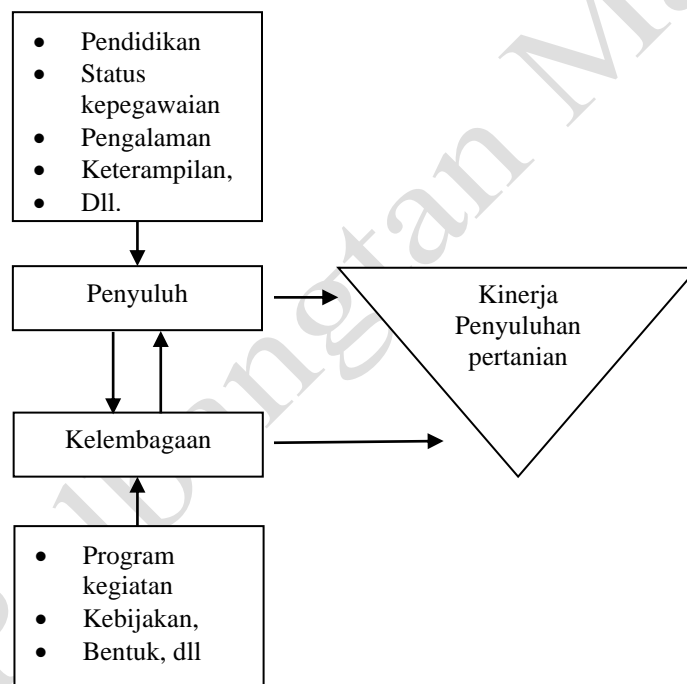 • Pendidikan
• Status
kepegawaian
• Pengalaman
• Keterampilan,
• Dll.
Penyuluh
Kinerja
Penyuluhan
pertanian
Kelembagaan
• Program
kegiatan
• Kebijakan,
• Bentuk, dll